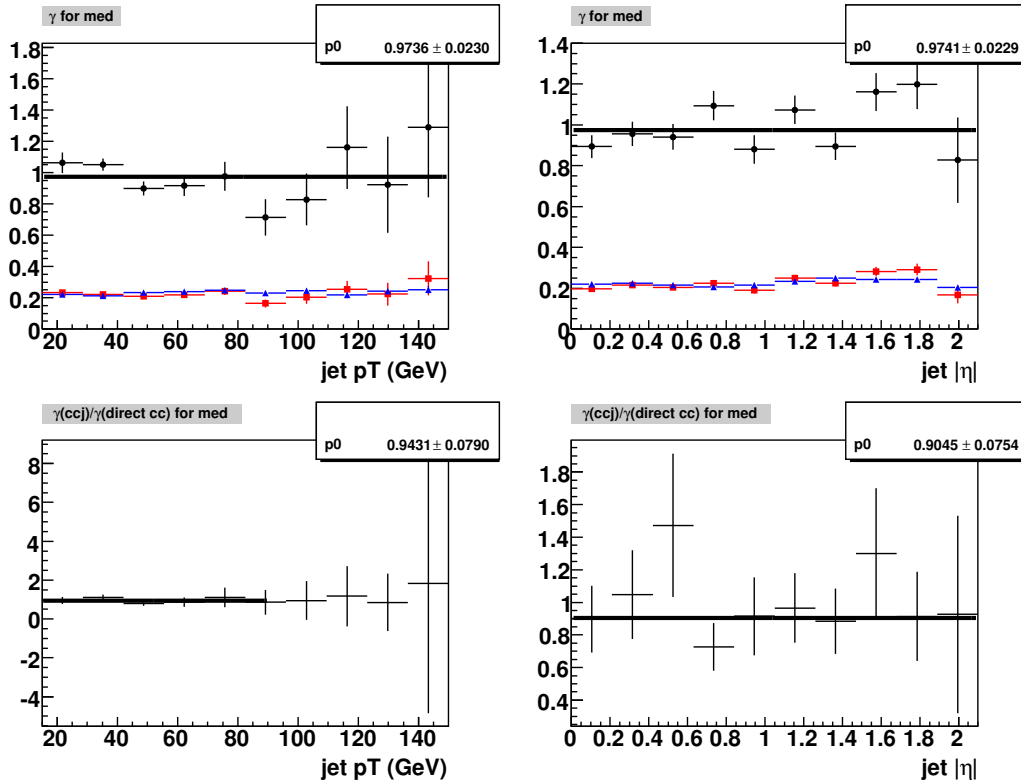 γ for med
p0 0.9736 ± 0.0230
1.8
1.6
1.4
1.2
1
0.8
0.6
0.4
0.2
0
20 40 60 80 100 120 140
jet pT (GeV)
γ for med
p0 0.9741 ± 0.0229
1.4
1.2
1
0.8
0.6
0.4
0.2
0
0 0.2 0.4 0.6 0.8 1 1.2 1.4 1.6 1.8 2
jet |η|
γ(ccj)/γ(direct cc) for med
p0 0.9431 ± 0.0790
8
6
4
2
0
-2
-4
20 40 60 80 100 120 140
jet pT (GeV)
γ(ccj)/γ(direct cc) for med
p0 0.9045 ± 0.0754
1.8
1.6
1.4
1.2
1
0.8
0.6
0.4
0 0.2 0.4 0.6 0.8 1 1.2 1.4 1.6 1.8 2
jet |η|